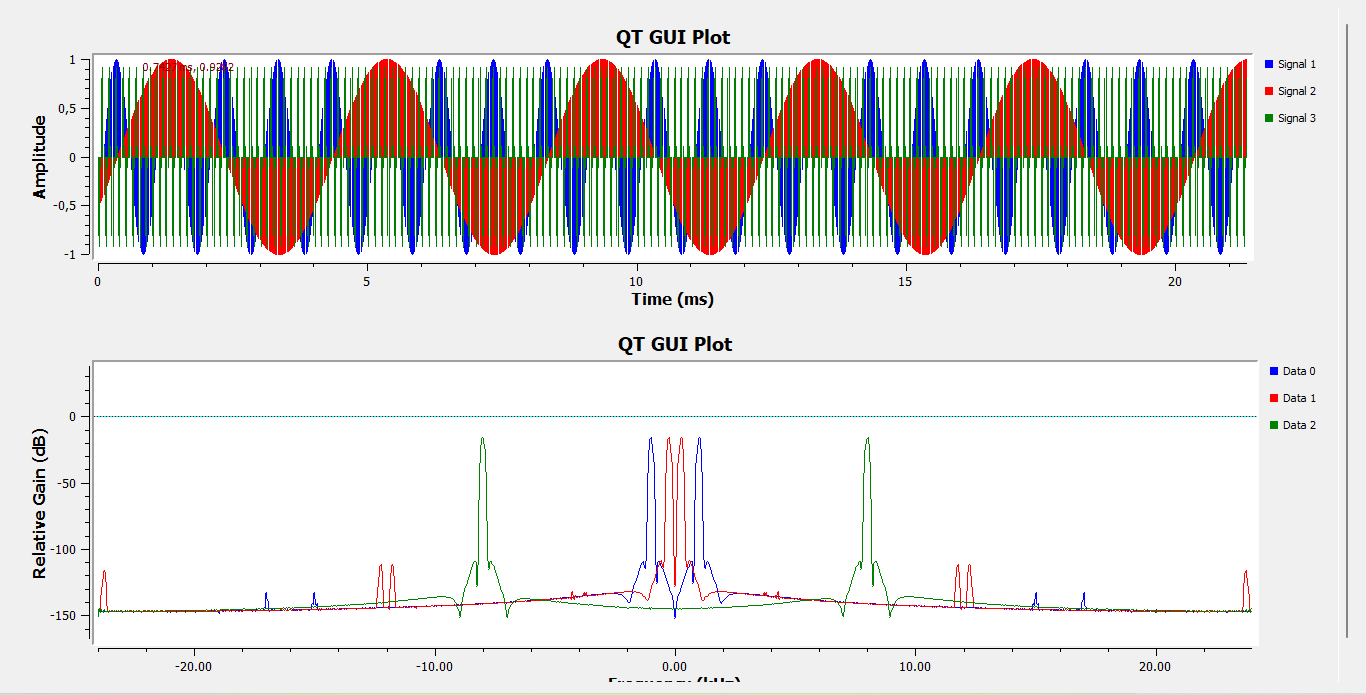 QT GUI Plot
Amplitude
1
0,5
0
-0,5
-1
Signal 1
Signal 2
Signal 3
0 5 10 15 20
Time (ms)
QT GUI Plot
Relative Gain (dB)
0
-50
-100
-150
Data 0
Data 1
Data 2
-20.00 -10.00 0.00 10.00 20.00
Frequency (kHz)